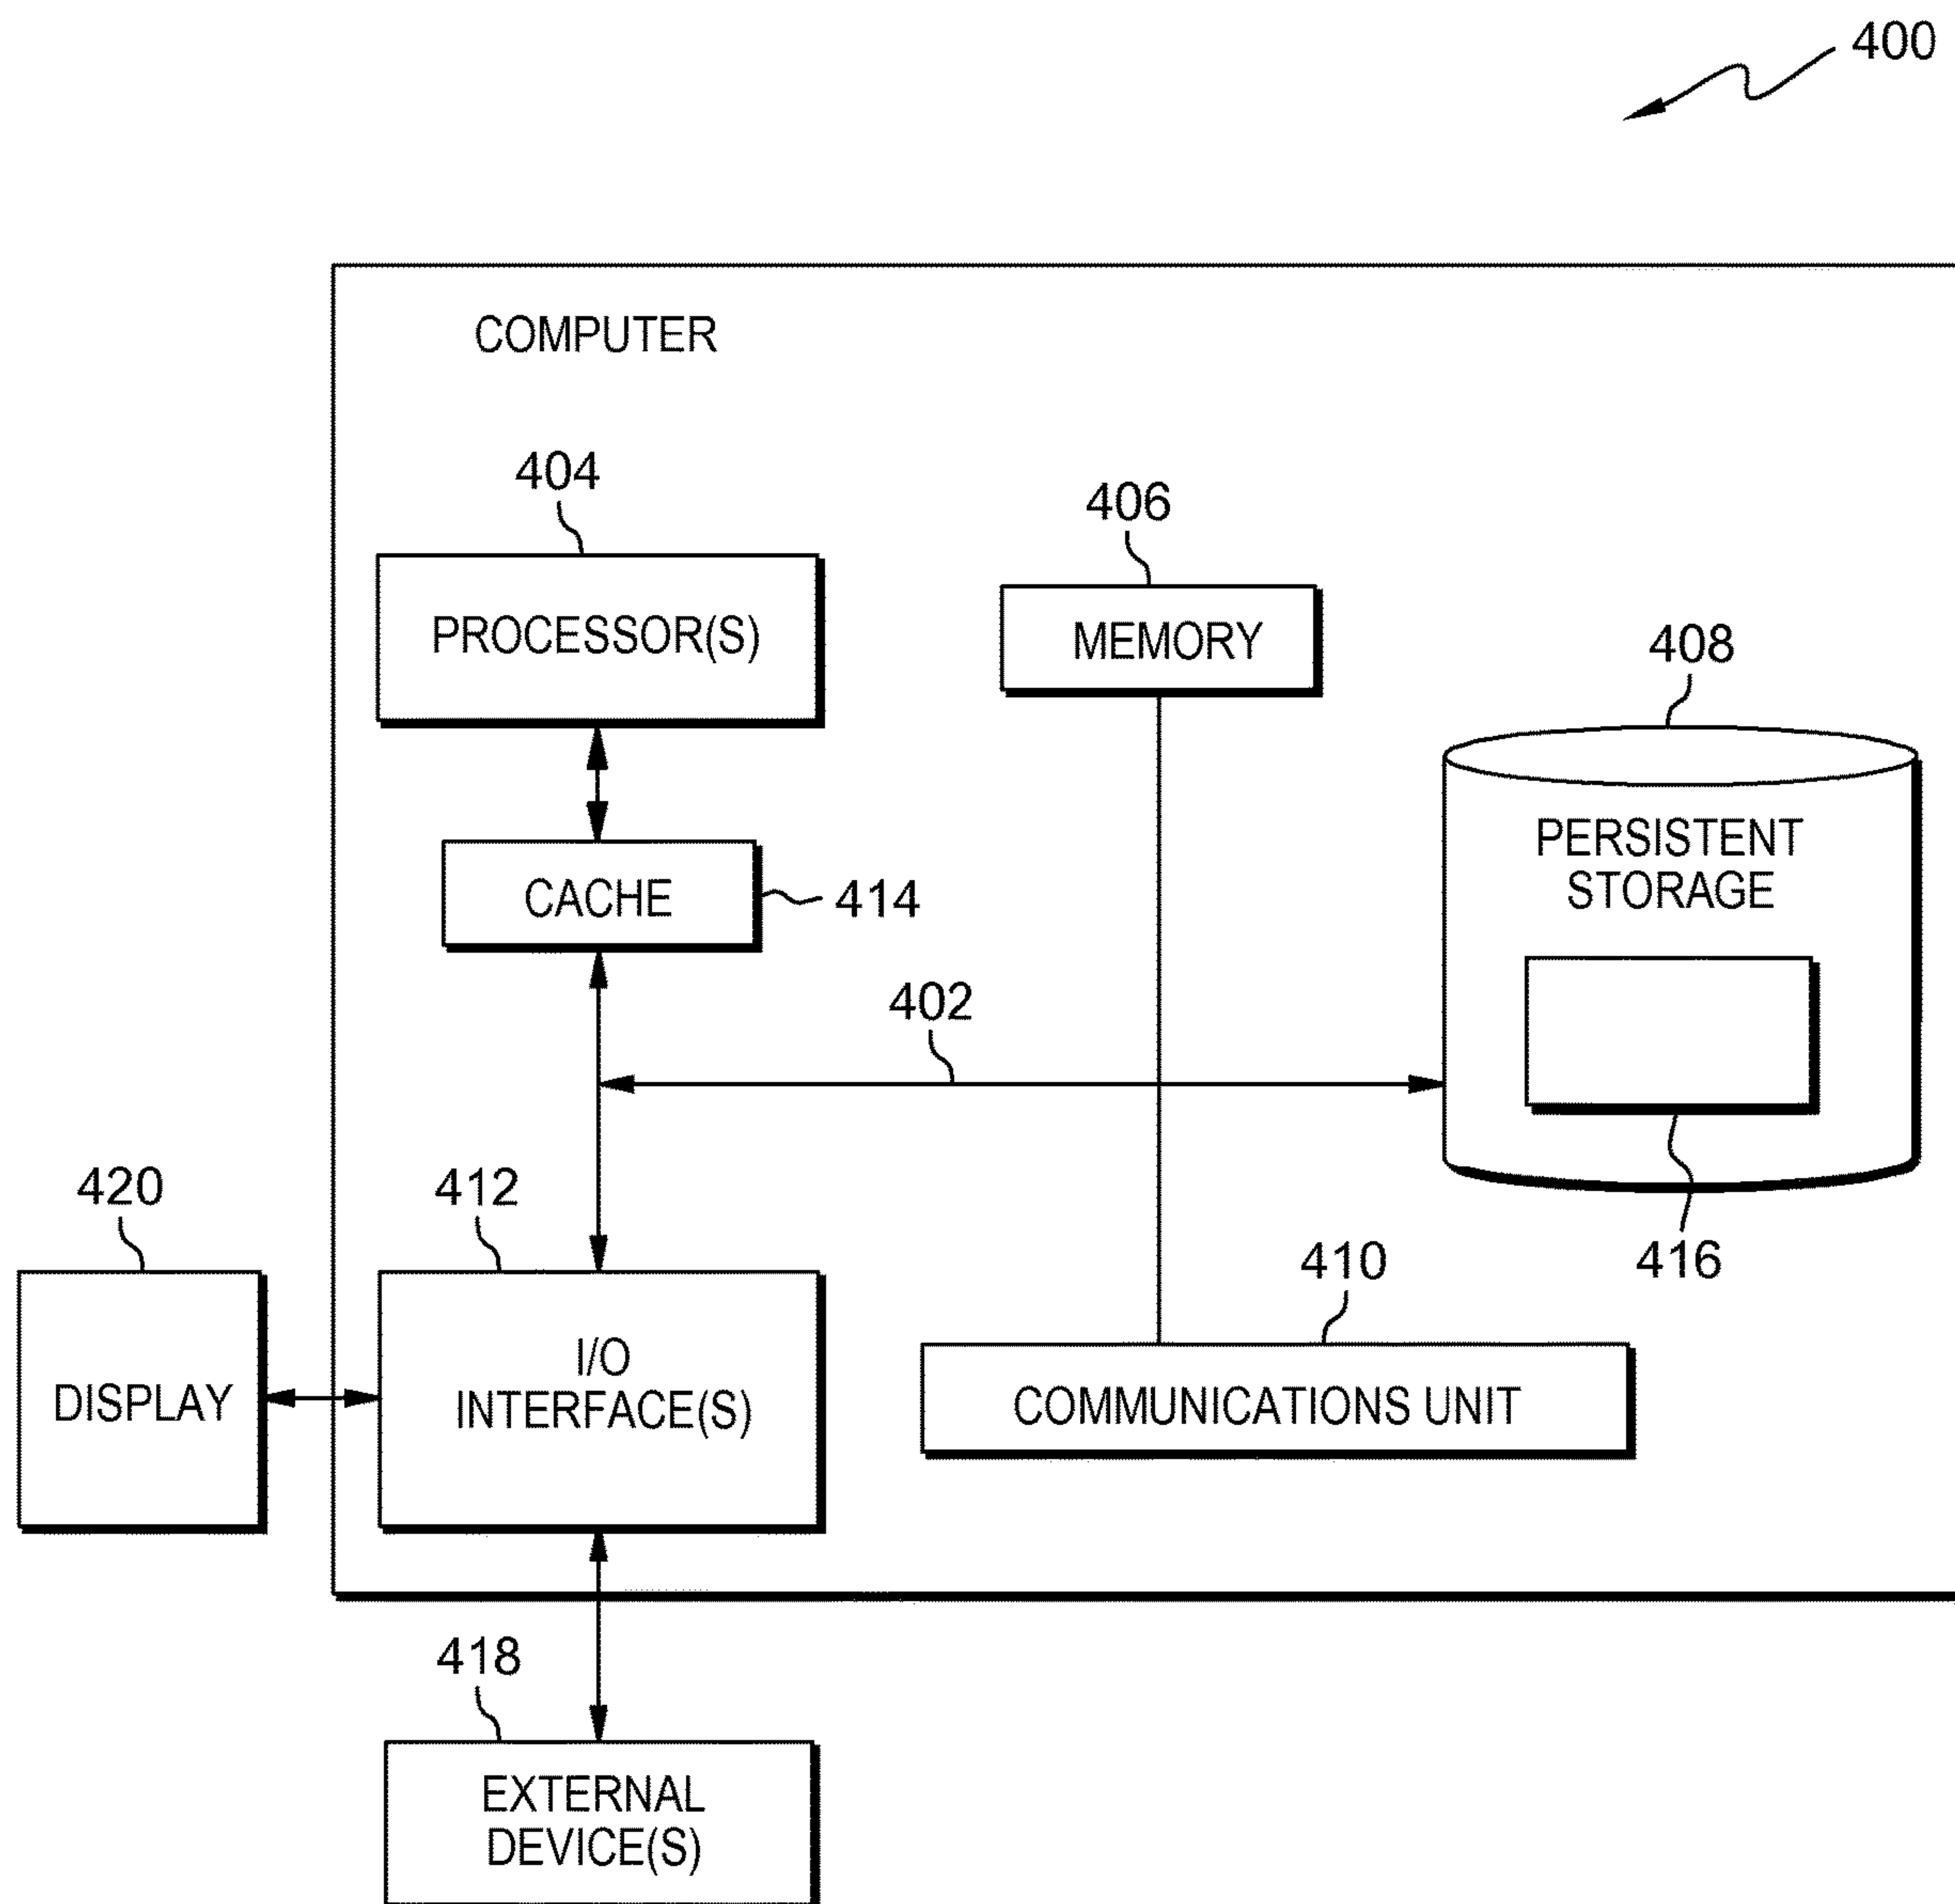 400
COMPUTER
404
PROCESSOR(S)
406
MEMORY
408
PERSISTENT
STORAGE
CACHE
414
402
416
420
DISPLAY
412
I/O
INTERFACE(S)
410
COMMUNICATIONS UNIT
418
EXTERNAL
DEVICE(S)